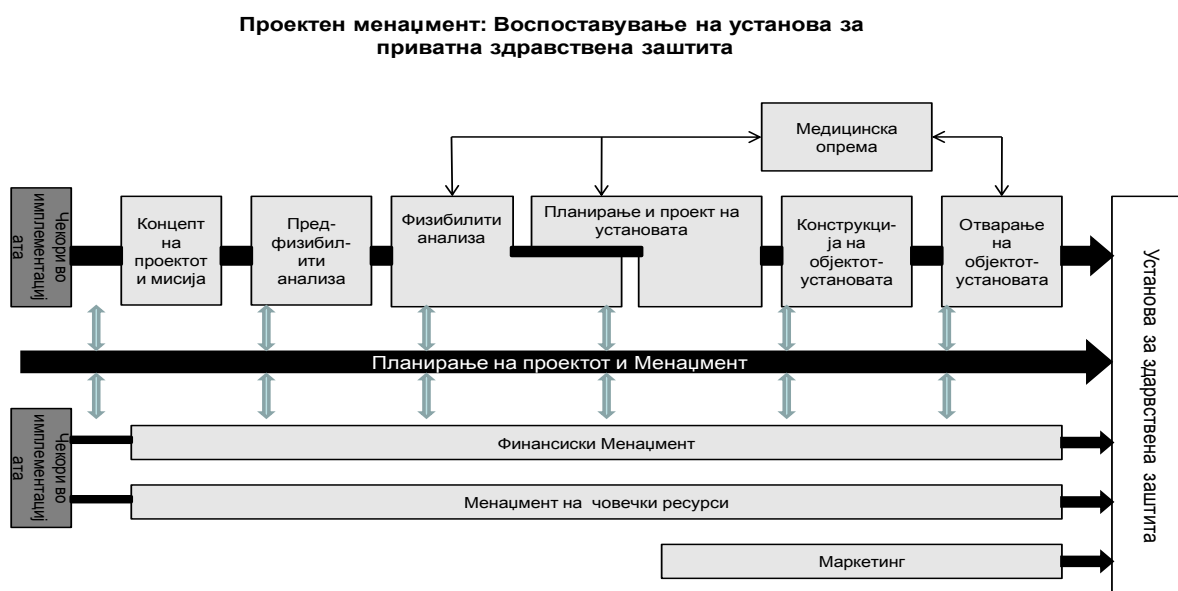 Проектен менаџмент: Воспоставување на установа за
приватна здравствена заштита
Медицинска
опрема
Чекори во
имплементациј
ата
Концепт
на
проектот
и мисија
Пред-
физибил-
ити
анализа
Физибилити
анализа
Планирање и проект на
установата
Конструкци-
ја на
објектот-
установата
Отварање
на
објектот-
установата
Установа за здарвствена заштита
Планирање на проектот и Менаџмент
Чекори во
имплементациј
ата
Финансиски Менаџмент
Менаџмент на човечки ресурси
Маркетинг